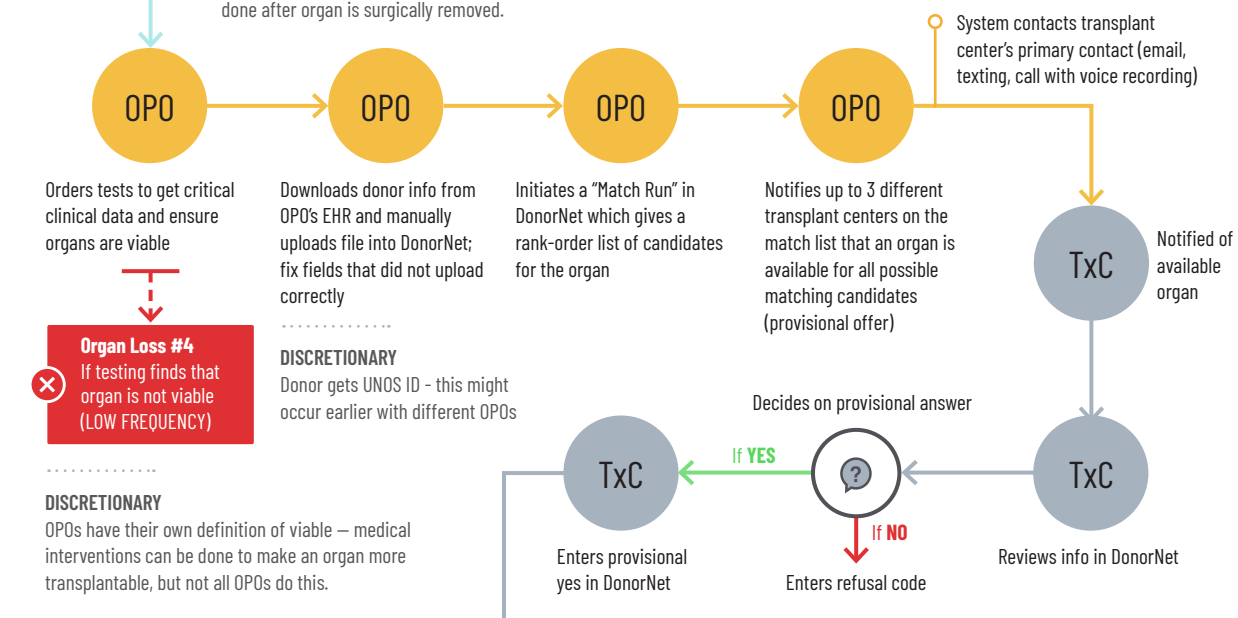 done after organ is surgically removed.
System contacts transplant
center's primary contact (email,
texting, call with voice recording)
OPO
OPO
OPO
OPO
Orders tests to get critical
clinical data and ensure
organs are viable
Downloads donor info from
OPO's EHR and manually
uploads file into DonorNet;
fix fields that did not upload
correctly
Initiates a “Match Run” in
DonorNet which gives a
rank-order list of candidates
for the organ
Notifies up to 3 different
transplant centers on the
match list that an organ is
available for all possible
matching candidates
(provisional offer)
TxC
Notified of
available
organ
Organ Loss #4
If testing finds that
organ is not viable
(LOW FREQUENCY)
DISCRETIONARY
Donor gets UNOS ID - this might
occur earlier with different OPOs
DISCRETIONARY
OPOs have their own definition of viable — medical
interventions can be done to make an organ more
transplantable, but not all OPOs do this.
Decides on provisional answer
TxC
If YES
?
TxC
If NO
Enters provisional
yes in DonorNet
Enters refusal code
Reviews info in DonorNet